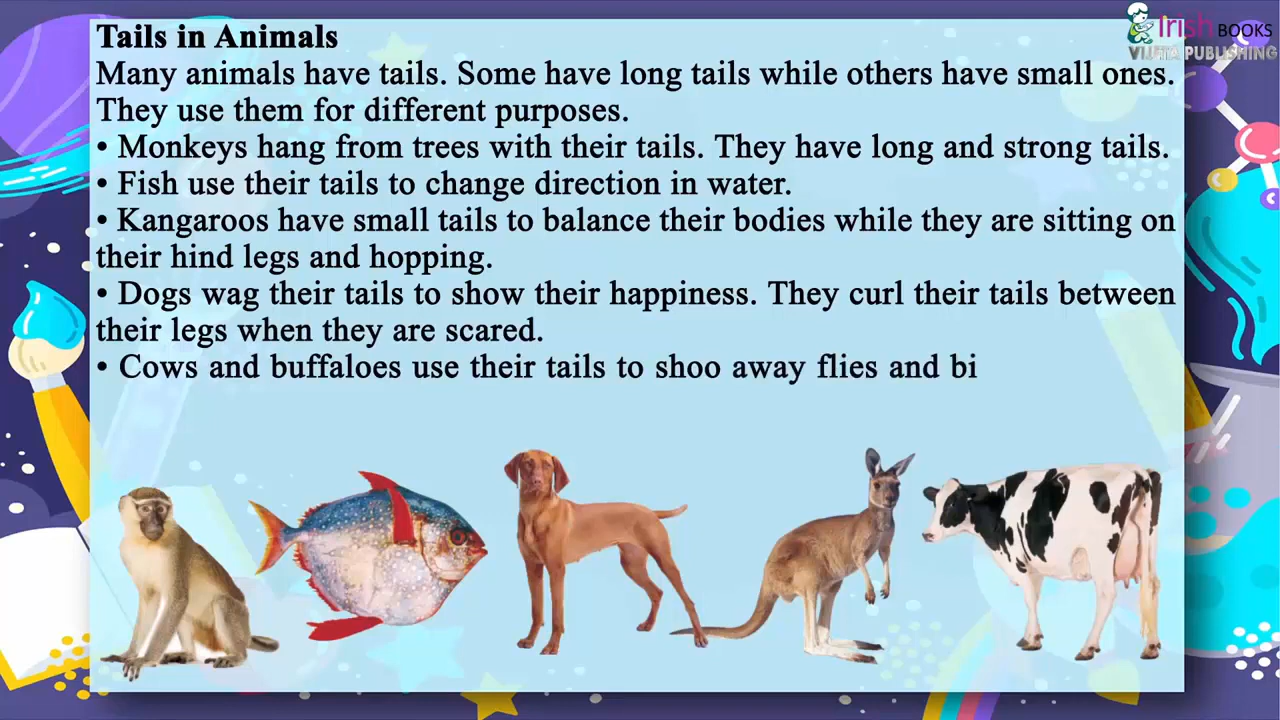 Tails in Animals
Many animals have tails. Some have long tails while others have small ones.
They use them for different purposes.
• Monkeys hang from trees with their tails. They have long and strong tails.
• Fish use their tails to change direction in water.
• Kangaroos have small tails to balance their bodies while they are sitting on
their hind legs and hopping.
• Dogs wag their tails to show their happiness. They curl their tails between
their legs when they are scared.
• Cows and buffaloes use their tails to shoo away flies and bi
Irish BOOKS
PUBLISHING